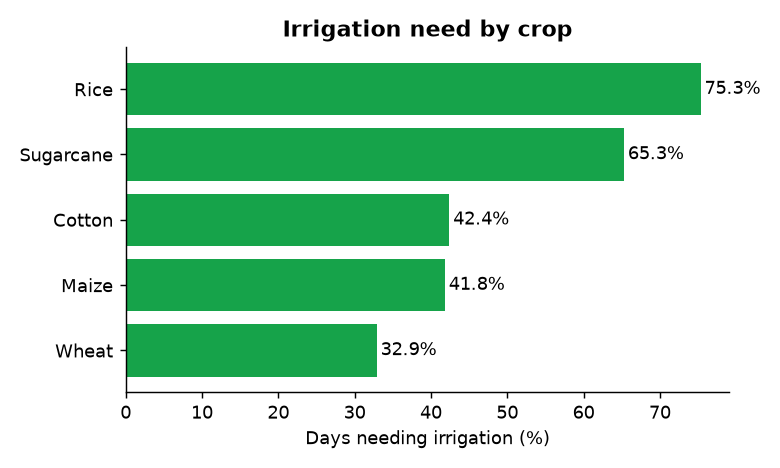 Irrigation need by crop
Rice 75.3%
Sugarcane 65.3%
Cotton 42.4%
Maize 41.8%
Wheat 32.9%
0 10 20 30 40 50 60 70
Days needing irrigation (%)